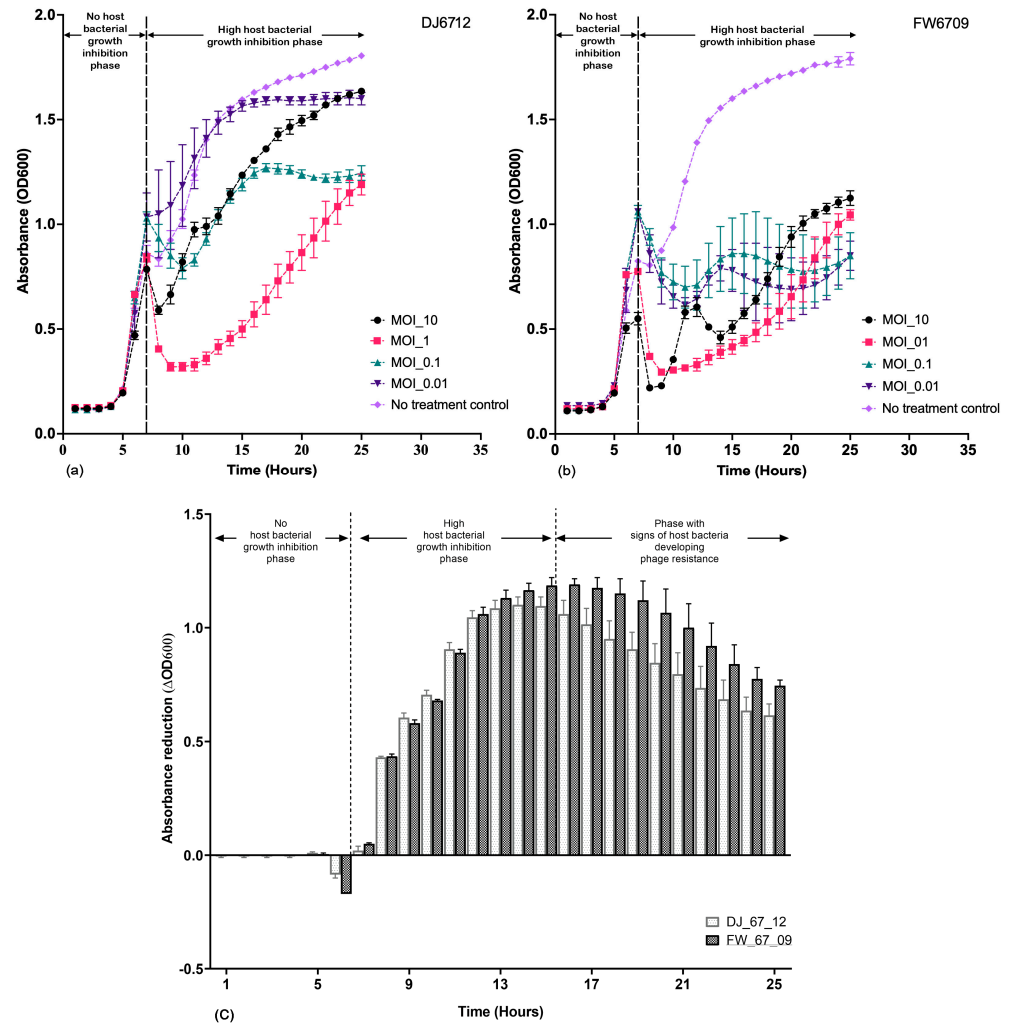 No host
bacterial
growth
inhibition
phase
High host bacterial
growth inhibition phase
DJ6712
2.0
1.5
1.0
0.5
0.0
Absorbance (OD600)
MOI_10
MOI_1
MOI_0.1
MOI_0.01
No treatment control
0 5 10 15 20 25 30 35
(a)
Time (Hours)
No host
bacterial
growth
inhibition
phase
High host bacterial
growth inhibition phase
FW6709
2.0
1.5
1.0
0.5
0.0
Absorbance (OD600)
MOI_10
MOI_01
MOI_0.1
MOI_0.01
No treatment control
0 5 10 15 20 25 30 35
(b)
Time (Hours)
No
host bacterial
growth inhibition
phase
High
host bacterial
growth inhibition
phase
Phase with
signs of host bacteria
developing
phage resistance
1.5
1.0
0.5
0.0
-0.5
Absorbance reduction (ΔOD600)
DJ_67_12
FW_67_09
1 5 9 13 17 21 25
(C)
Time (Hours)